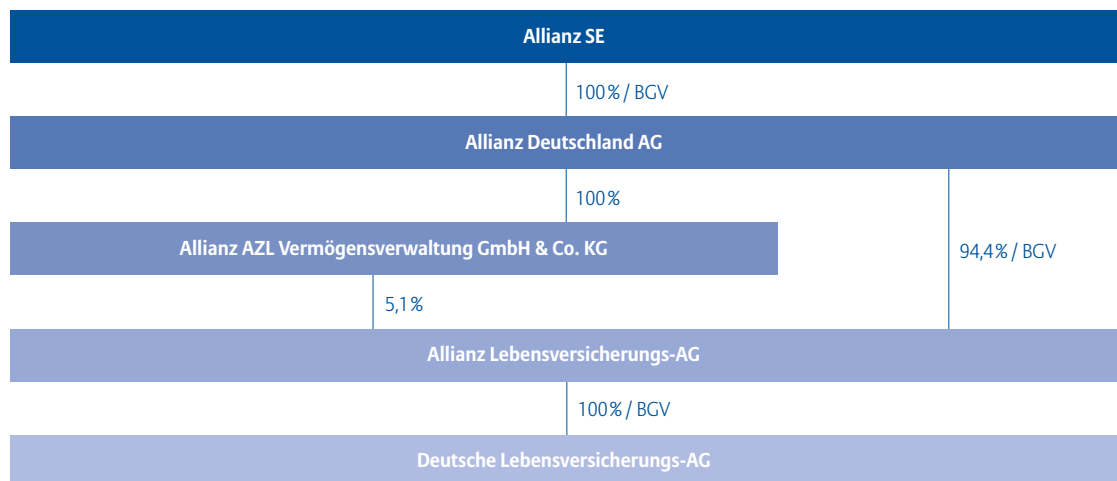 Allianz SE
100 % / BGV
Allianz Deutschland AG
100 %
Allianz AZL Vermögensverwaltung GmbH & Co. KG
94,4 % / BGV
5,1 %
Allianz Lebensversicherungs-AG
100 % / BGV
Deutsche Lebensversicherungs-AG